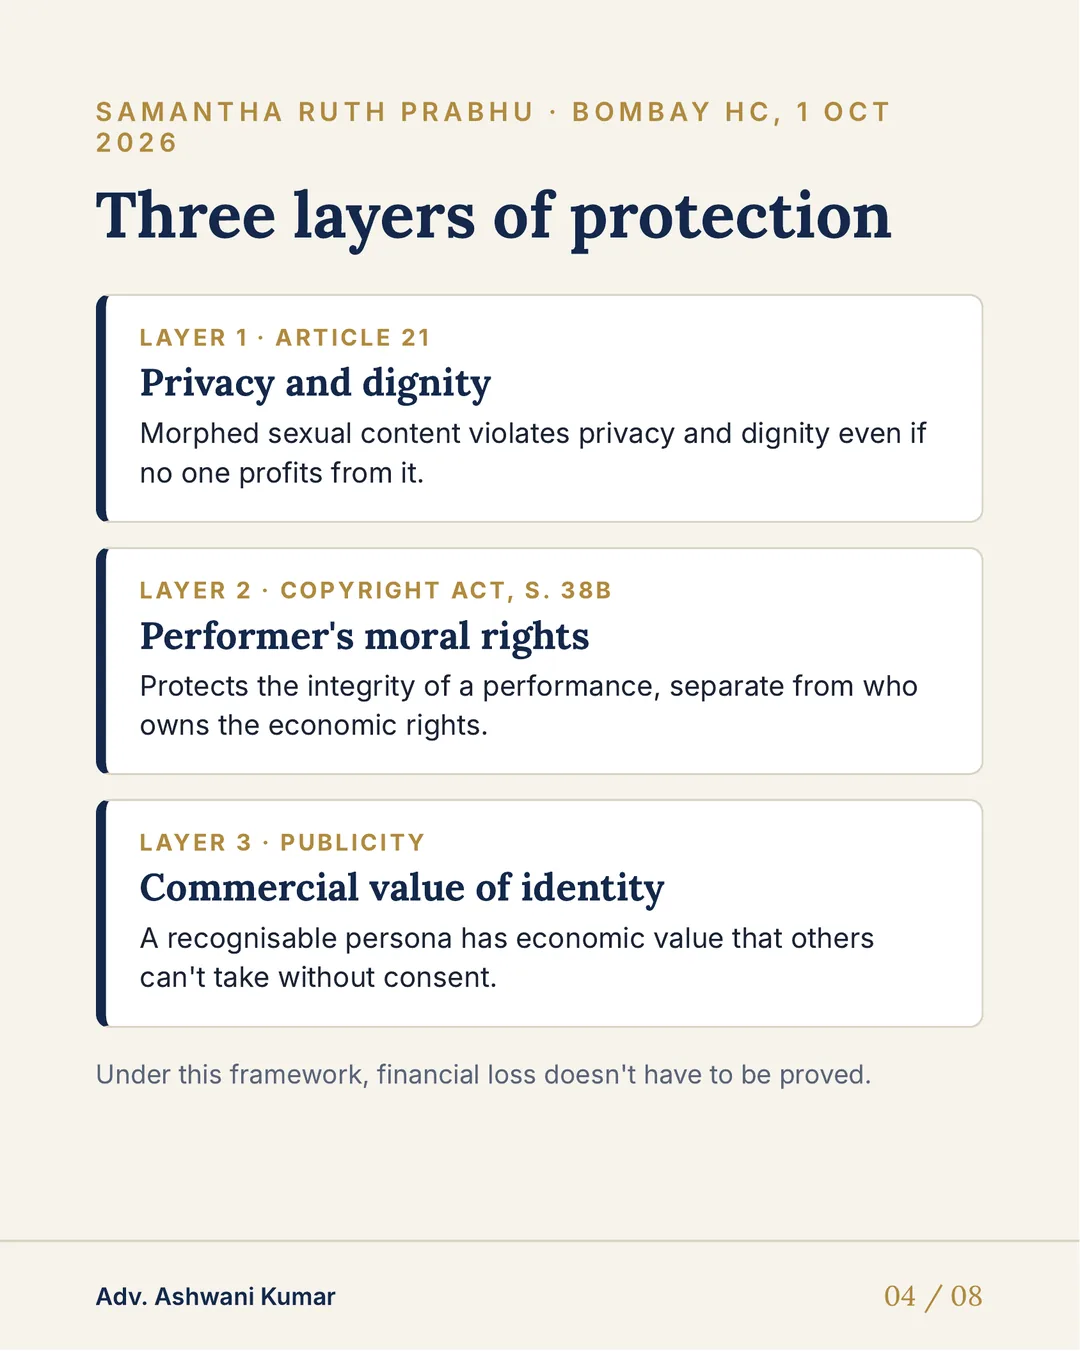 SAMANTHA RUTH PRABHU · BOMBAY HC, 1 OCT
2026
Three layers of protection
LAYER 1 · ARTICLE 21
Privacy and dignity
Morphed sexual content violates privacy and dignity even if
no one profits from it.
LAYER 2 · COPYRIGHT ACT, S. 38B
Performer's moral rights
Protects the integrity of a performance, separate from who
owns the economic rights.
LAYER 3 · PUBLICITY
Commercial value of identity
A recognisable persona has economic value that others
can't take without consent.
Under this framework, financial loss doesn't have to be proved.
Adv. Ashwani Kumar
04 / 08